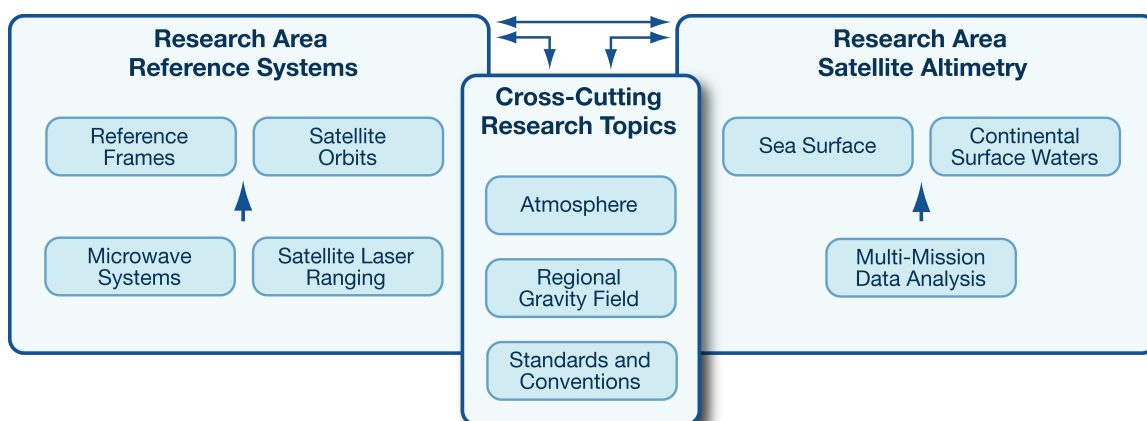 Research Area
Reference Systems
Reference
Frames
Satellite
Orbits
Microwave
Systems
Satellite Laser
Ranging
Cross-Cutting
Research Topics
Atmosphere
Regional
Gravity Field
Standards and
Conventions
Research Area
Satellite Altimetry
Sea Surface
Continental
Surface Waters
Multi-Mission
Data Analysis